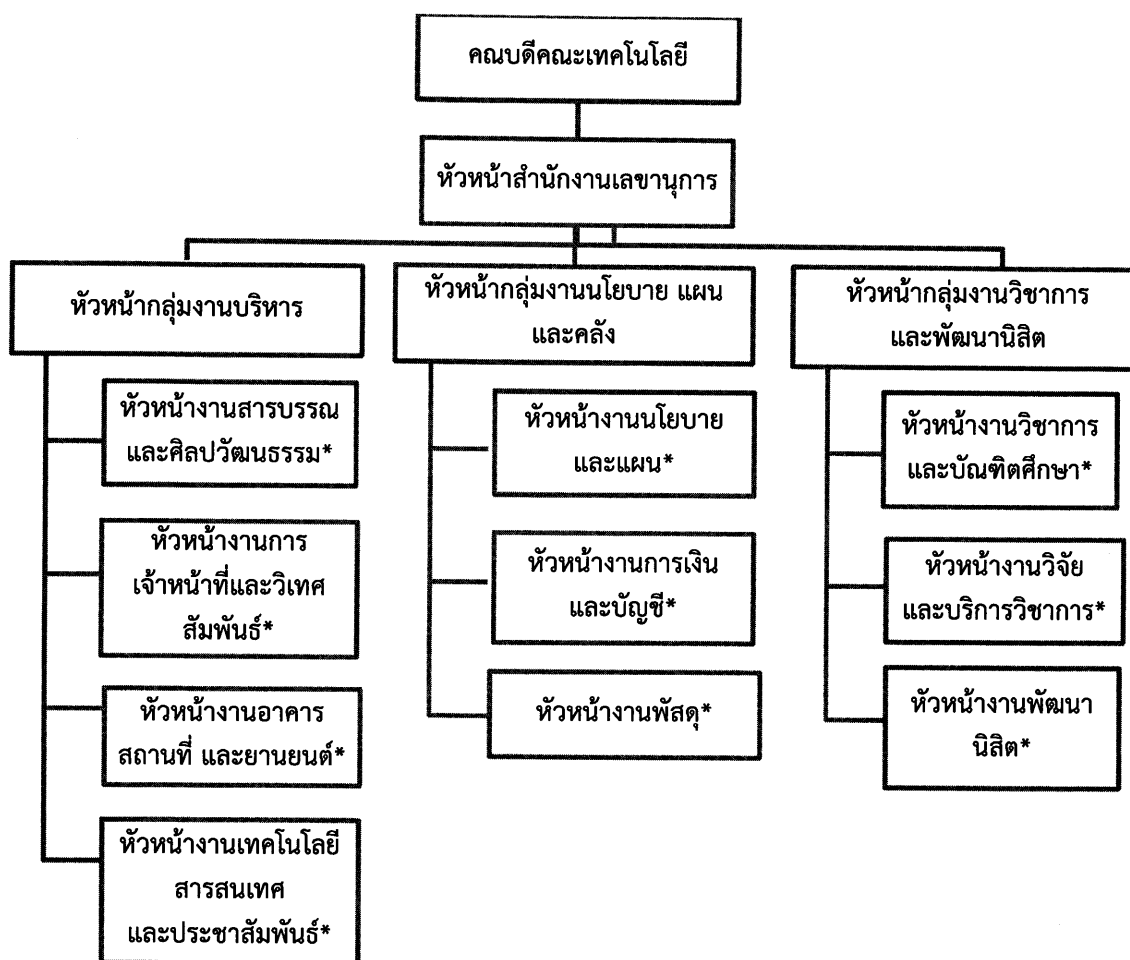 คณบดีคณะเทคโนโลยี
หัวหน้าสำนักงานเลขานุการ
หัวหน้ากลุ่มงานบริหาร
หัวหน้างานสารบรรณ
และศิลปวัฒนธรรม*
หัวหน้างานการ
เจ้าหน้าที่และวิเทศ
สัมพันธ์*
หัวหน้างานอาคาร
สถานที่ และยานยนต์*
หัวหน้างานเทคโนโลยี
สารสนเทศ
และประชาสัมพันธ์*
หัวหน้ากลุ่มงานนโยบาย แผน
และคลัง
หัวหน้างานนโยบาย
และแผน*
หัวหน้างานการเงิน
และบัญชี*
หัวหน้างานพัสดุ*
หัวหน้ากลุ่มงานวิชาการ
และพัฒนานิสิต
หัวหน้างานวิชาการ
และบัณฑิตศึกษา*
หัวหน้างานวิจัย
และบริการวิชาการ*
หัวหน้างานพัฒนา
นิสิต*